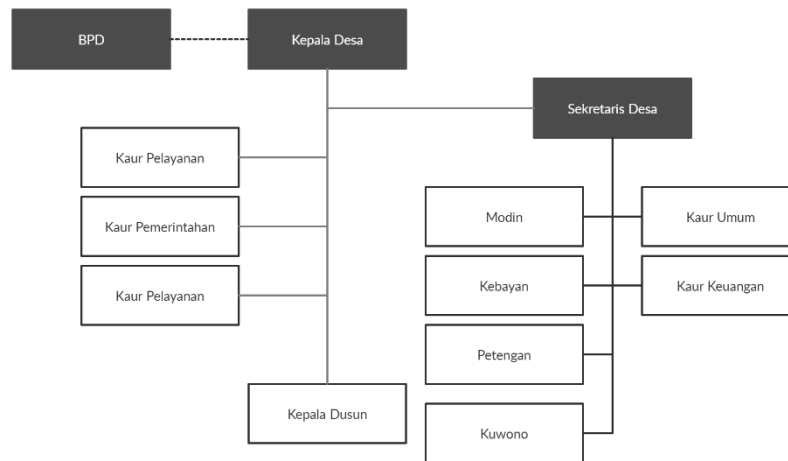 BPD
Kepala Desa
Sekretaris Desa
Kaur Pelayanan
Kaur Pemerintahan
Kaur Pelayanan
Modin
Kaur Umum
Kebayan
Kaur Keuangan
Petengan
Kepala Dusun
Kuwono